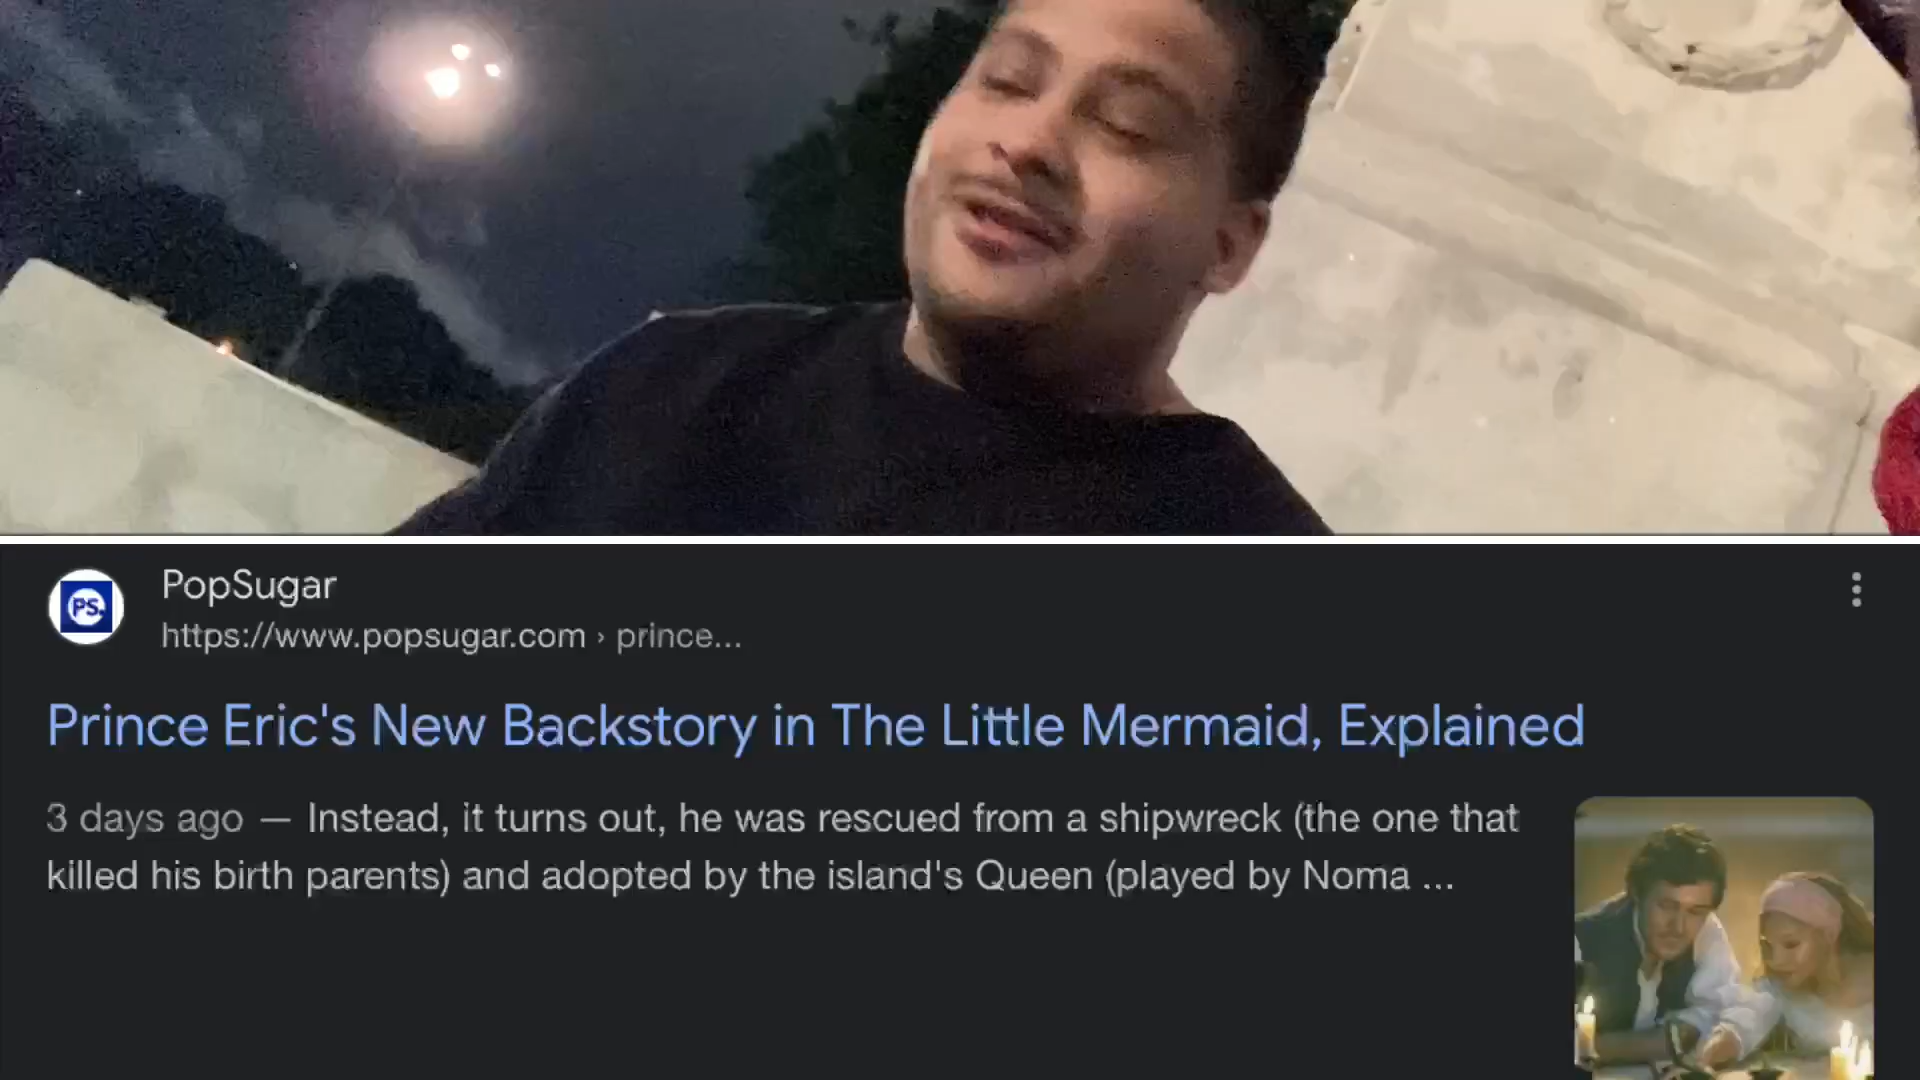 PopSugar
https://www.popsugar.com › prince...
PS.
Prince Eric's New Backstory in The Little Mermaid, Explained
3 days ago — Instead, it turns out, he was rescued from a shipwreck (the one that
killed his birth parents) and adopted by the island's Queen (played by Noma ...